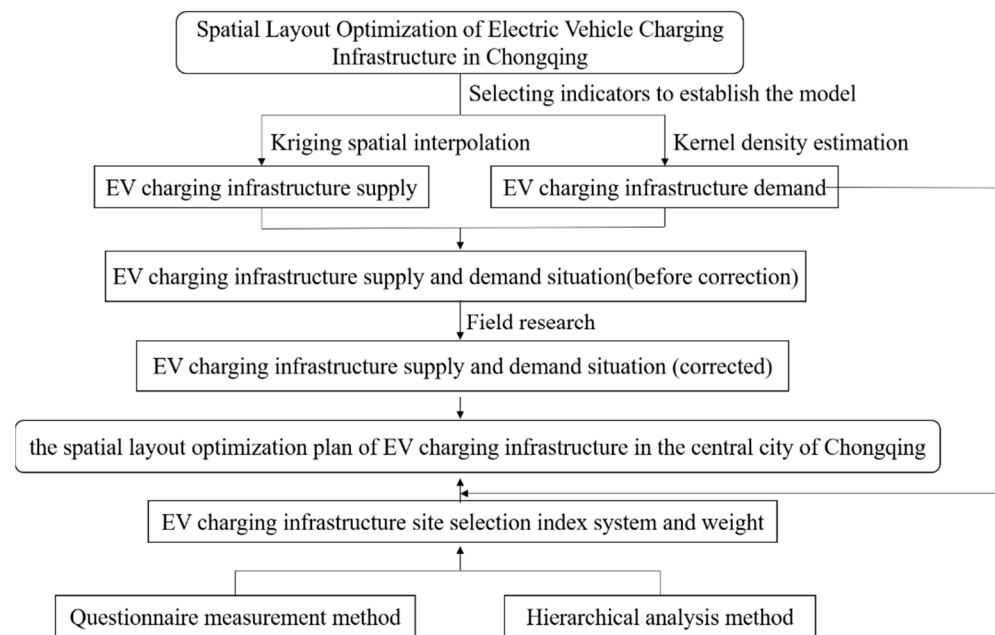 Spatial Layout Optimization of Electric Vehicle Charging
Infrastructure in Chongqing
Selecting indicators to establish the model
Kriging spatial interpolation
Kernel density estimation
EV charging infrastructure supply
EV charging infrastructure demand
EV charging infrastructure supply and demand situation(before correction)
Field research
EV charging infrastructure supply and demand situation (corrected)
the spatial layout optimization plan of EV charging infrastructure in the central city of Chongqing
EV charging infrastructure site selection index system and weight
Questionnaire measurement method
Hierarchical analysis method